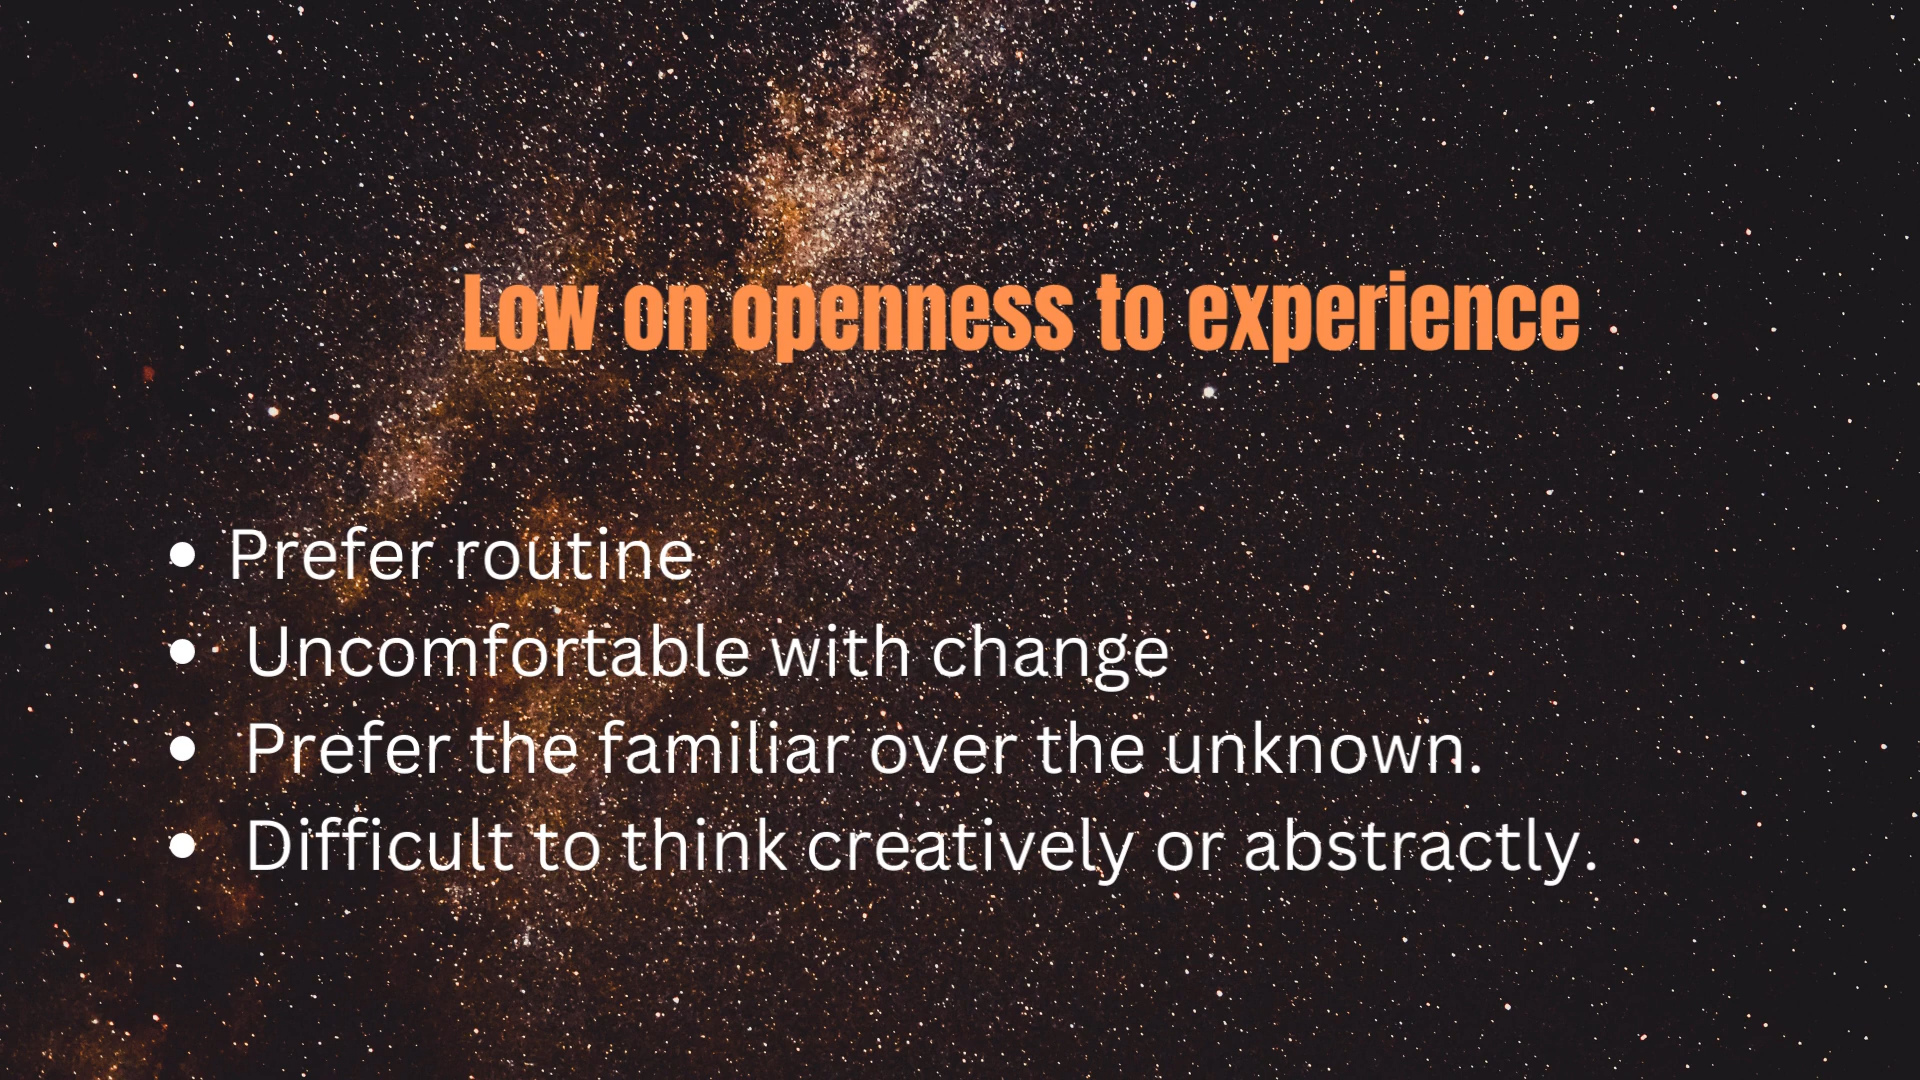 Low on openness to experience
• Prefer routine
• Uncomfortable with change
• Prefer the familiar over the unknown.
• Difficult to think creatively or abstractly.